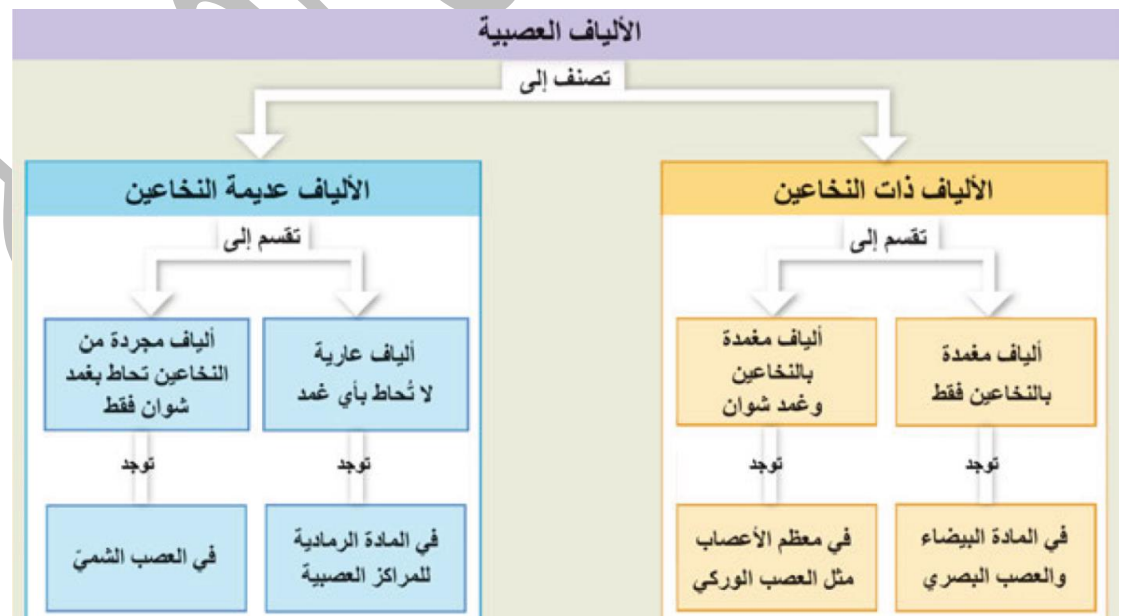 الألياف العصبية
تصنف إلى
الألياف ذات النخاعين
تقسم إلى
ألياف مغمدة
بالنخاعين فقط
توجد
في المادة البيضاء
والعصب البصري
ألياف مغمدة
بالنخاعين
وغمد شوان
توجد
في معظم الأعصاب
مثل العصب الوركي
الألياف عديمة النخاعين
تقسم إلى
ألياف عارية
لا تُحاط بأي غمد
توجد
في المادة الرمادية
للمراكز العصبية
ألياف مجردة من
النخاعين تحاط بغمد
شوان فقط
توجد
في العصب الشميّ